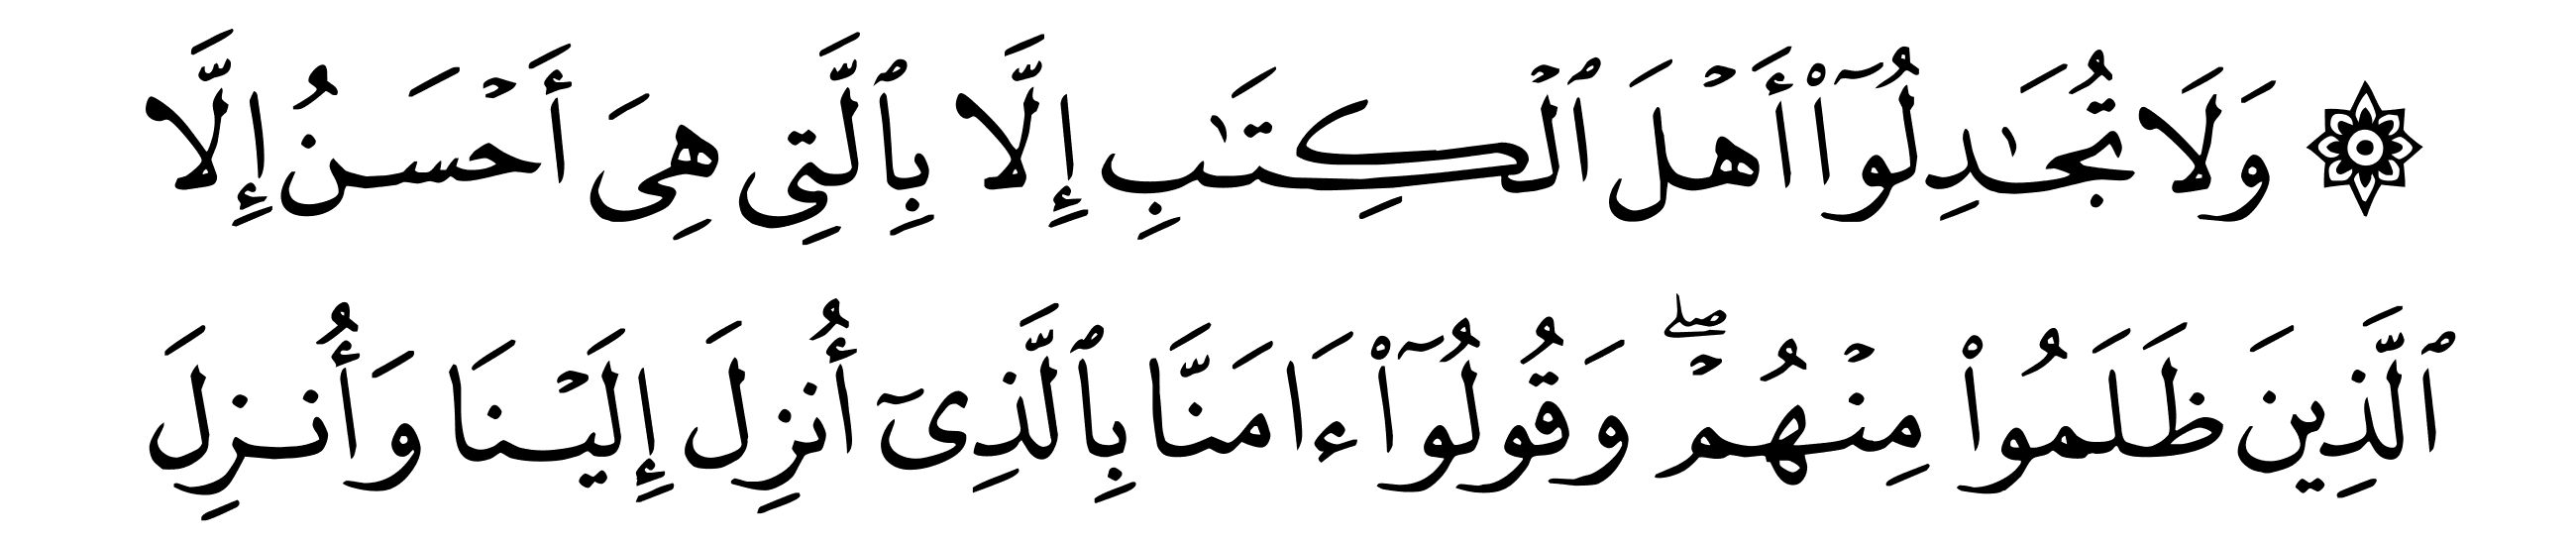 ۞ وَلَا تُجَٰدِلُوٓا۟ أَهْلَ ٱلْكِتَٰبِ إِلَّا بِٱلَّتِى هِىَ أَحْسَنُ إِلَّا
ٱلَّذِينَ ظَلَمُوا۟ مِنْهُمْ ۖ وَقُولُوٓا۟ ءَامَنَّا بِٱلَّذِىٓ أُنزِلَ إِلَيْنَا وَأُنزِلَ